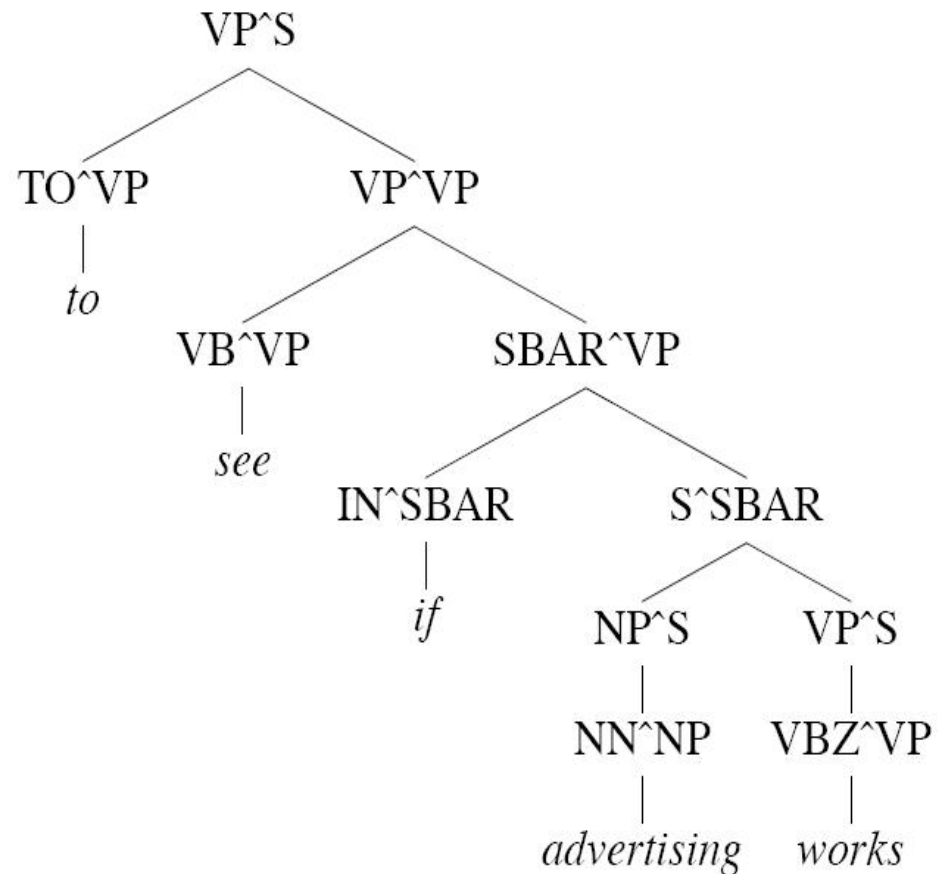 VP^S
TO^VP VP^VP
to
VB^VP SBAR^VP
see
IN^SBAR S^SBAR
if
NP^S VP^S
NN^NP VBZ^VP
advertising works